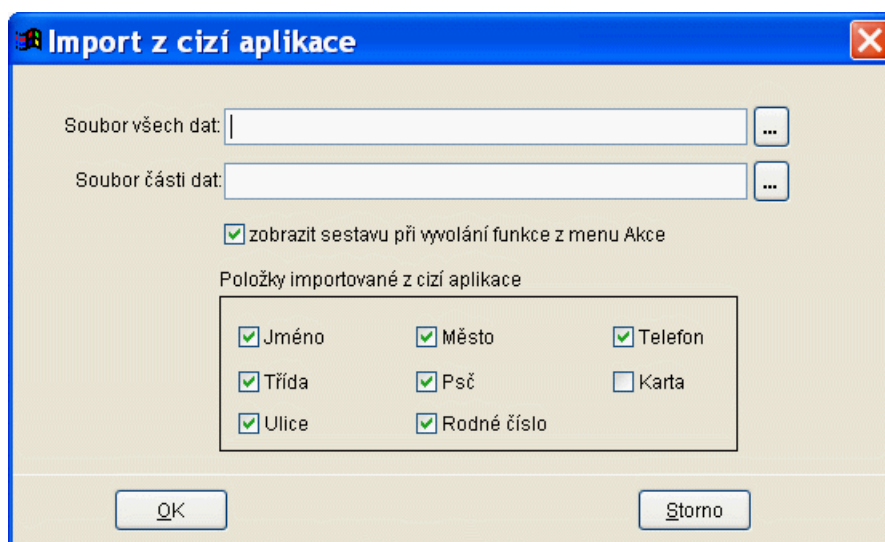 Import z cizí aplikace
Soubor všech dat:
...
Soubor části dat:
...
zobrazit sestavu při vyvolání funkce z menu Akce
Položky importované z cizí aplikace
Jméno Město Telefon
Třída Psč Karta
Ulice Rodné číslo
OK Storno